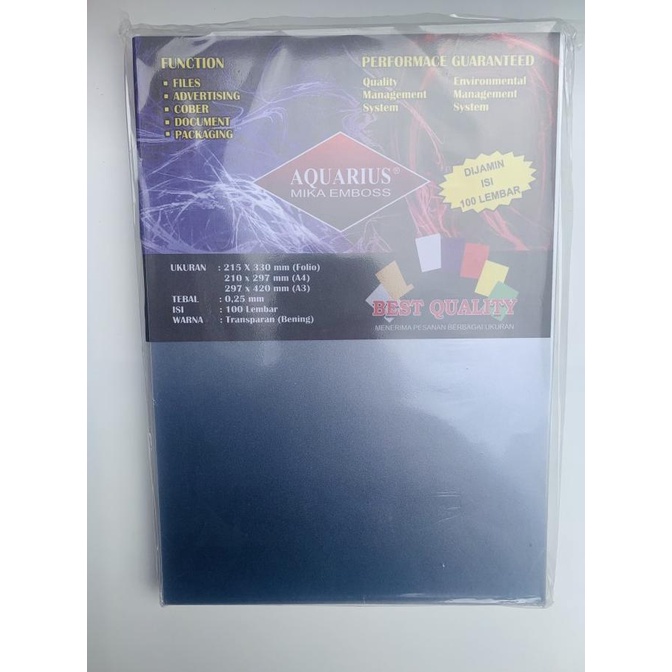 FUNCTION
▪ FILES
▪ ADVERTISING
▪ COBER
▪ DOCUMENT
▪ PACKAGING
PERFORMACE GUARANTEED
Quality Management System
Environmental Management System
AQUARIUS®
MIKA EMBOSS
DIJAMIN
ISI
100 LEMBAR
UKURAN : 215 X 330 mm (Folio)
210 x 297 mm (A4)
297 x 420 mm (A3)
TEBAL : 0,25 mm
ISI : 100 Lembar
WARNA : Transparan (Bening)
BEST QUALITY
MENERIMA PESANAN BERBAGAI UKURAN